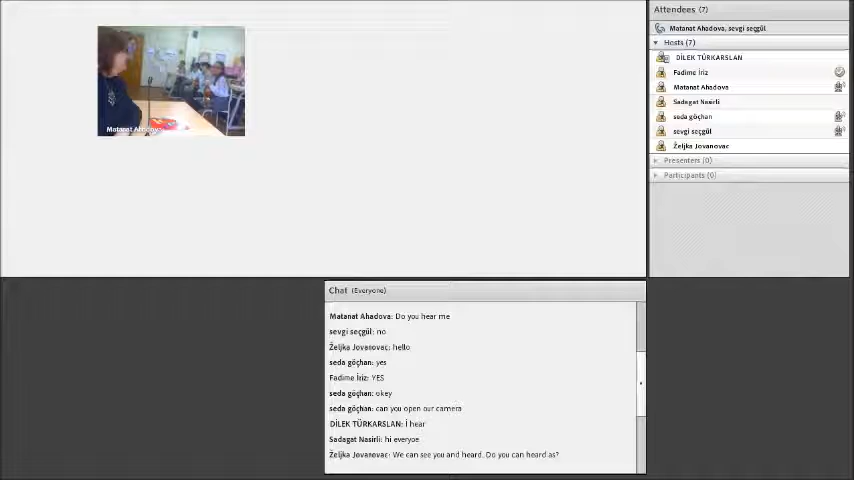 Matanat Ahadova
Attendees (7)
Matanat Ahadova, sevgi seçgül
Hosts (7)
DİLEK TÜRKARSLAN
Fadime İriz
Matanat Ahadova
Sadagat Nasirli
seda göçhan
sevgi seçgül
Željka Jovanovac
Presenters (0)
Participants (0)
Chat (Everyone)
Matanat Ahadova: Do you hear me
sevgi seçgül: no
Željka Jovanovac: hello
seda göçhan: yes
Fadime İriz: YES
seda göçhan: okey
seda göçhan: can you open our camera
DİLEK TÜRKARSLAN: İ hear
Sadagat Nasirli: hi everyoe
Željka Jovanovac: We can see you and heard. Do you can heard as?